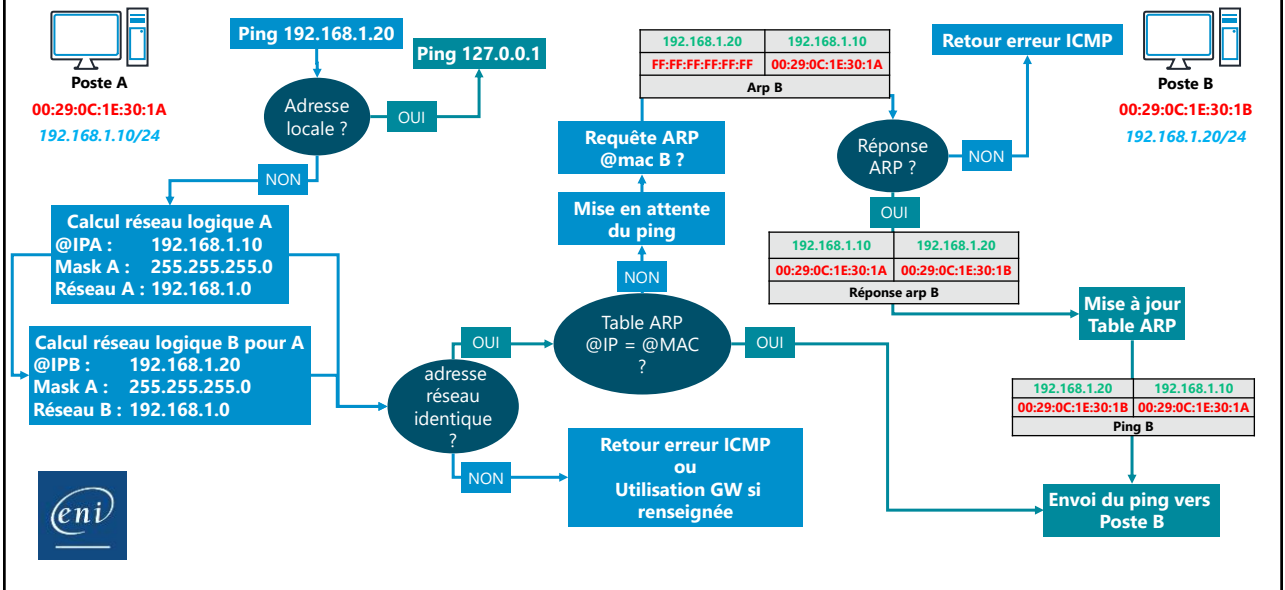 Poste A
00:29:0C:1E:30:1A
192.168.1.10/24
Ping 192.168.1.20
Ping 127.0.0.1
Adresse
locale ?
OUI
NON
Calcul réseau logique A
@IPA : 192.168.1.10
Mask A : 255.255.255.0
Réseau A : 192.168.1.0
Calcul réseau logique B pour A
@IPB : 192.168.1.20
Mask A : 255.255.255.0
Réseau B : 192.168.1.0
adresse
réseau
identique
?
OUI
NON
Retour erreur ICMP
ou
Utilisation GW si
renseignée
Table ARP
@IP = @MAC
?
OUI
NON
Mise en attente
du ping
Requête ARP
@mac B ?
192.168.1.20 192.168.1.10
FF:FF:FF:FF:FF:FF 00:29:0C:1E:30:1A
Arp B
Réponse
ARP ?
NON
Retour erreur ICMP
OUI
192.168.1.10 192.168.1.20
00:29:0C:1E:30:1A 00:29:0C:1E:30:1B
Réponse arp B
Mise à jour
Table ARP
192.168.1.20 192.168.1.10
00:29:0C:1E:30:1B 00:29:0C:1E:30:1A
Ping B
Envoi du ping vers
Poste B
Poste B
00:29:0C:1E:30:1B
192.168.1.20/24
eni